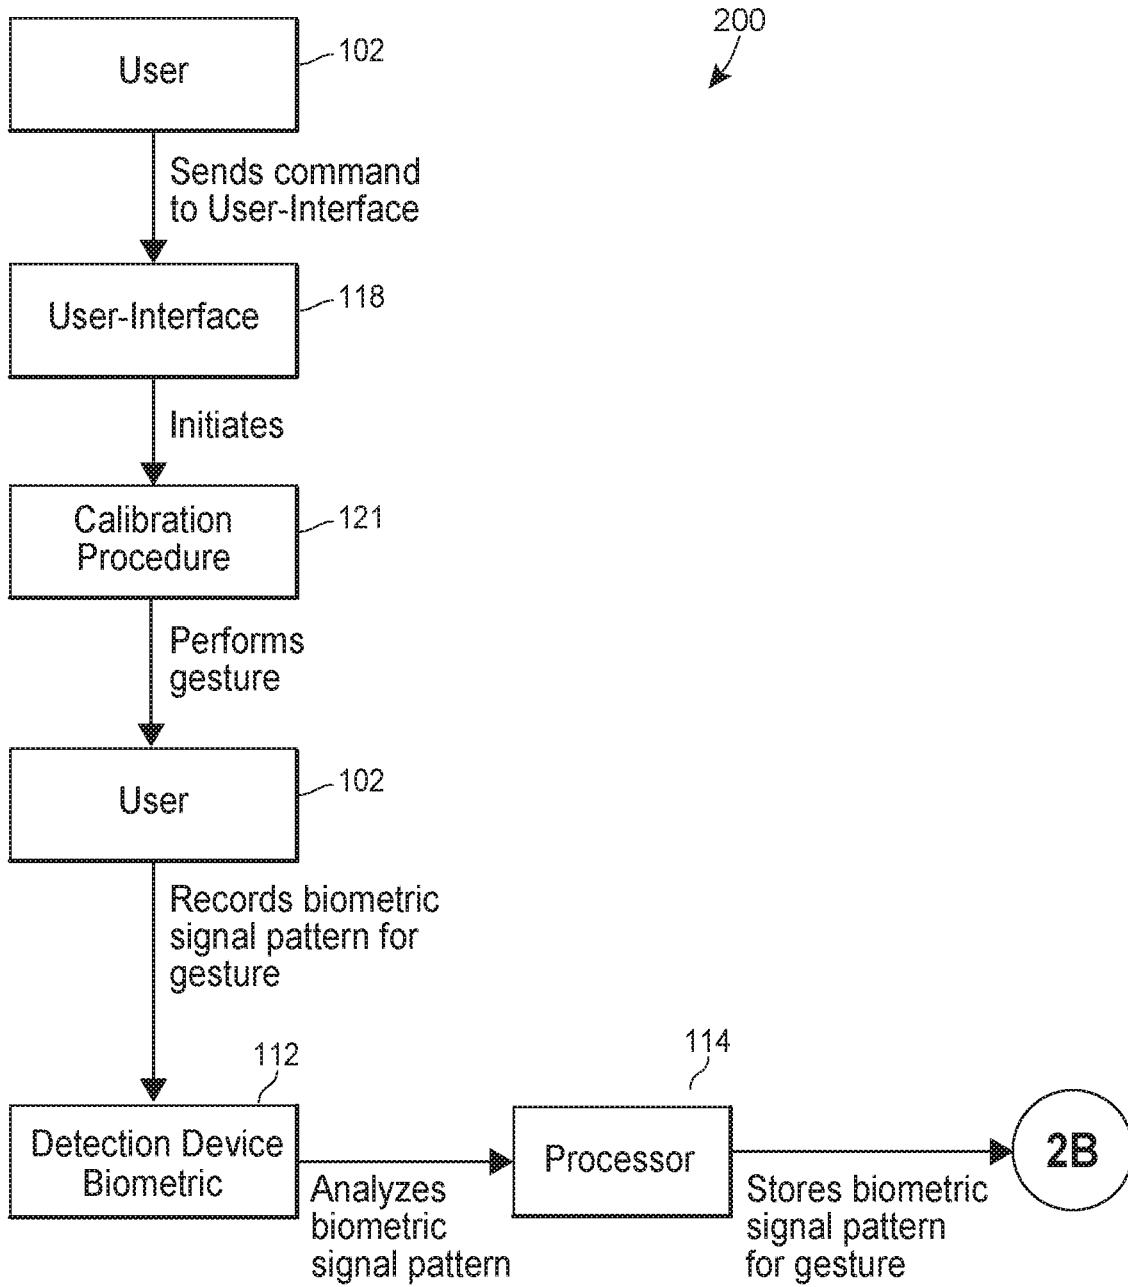 200
User
102
Sends command
to User-Interface
User-Interface
118
Initiates
Calibration
Procedure
121
Performs
gesture
User
102
Records biometric
signal pattern for
gesture
112
Detection Device
Biometric
Analyzes
biometric
signal pattern
114
Processor
Stores biometric
signal pattern
for gesture
2B